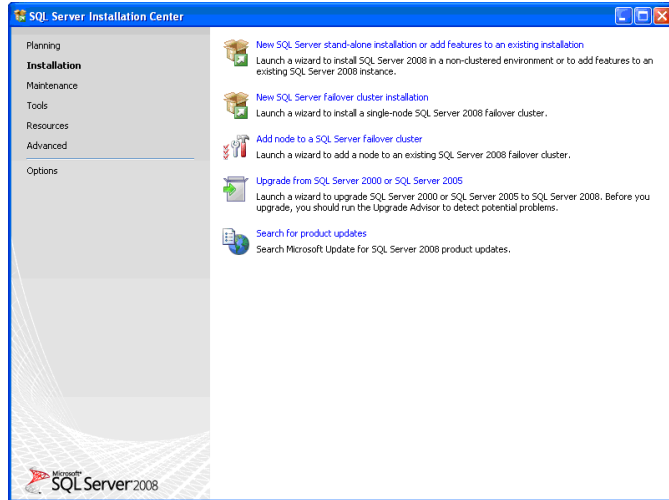 SQL Server Installation Center
Planning
Installation
Maintenance
Tools
Resources
Advanced
Options
New SQL Server stand-alone installation or add features to an existing installation
Launch a wizard to install SQL Server 2008 in a non-clustered environment or to add features to an
existing SQL Server 2008 instance.
New SQL Server failover cluster installation
Launch a wizard to install a single-node SQL Server 2008 failover cluster.
Add node to a SQL Server failover cluster
Launch a wizard to add a node to an existing SQL Server 2008 failover cluster.
Upgrade from SQL Server 2000 or SQL Server 2005
Launch a wizard to upgrade SQL Server 2000 or SQL Server 2005 to SQL Server 2008. Before you
upgrade, you should run the Upgrade Advisor to detect potential problems.
Search for product updates
Search Microsoft Update for SQL Server 2008 product updates.
Microsoft®
SQL Server 2008